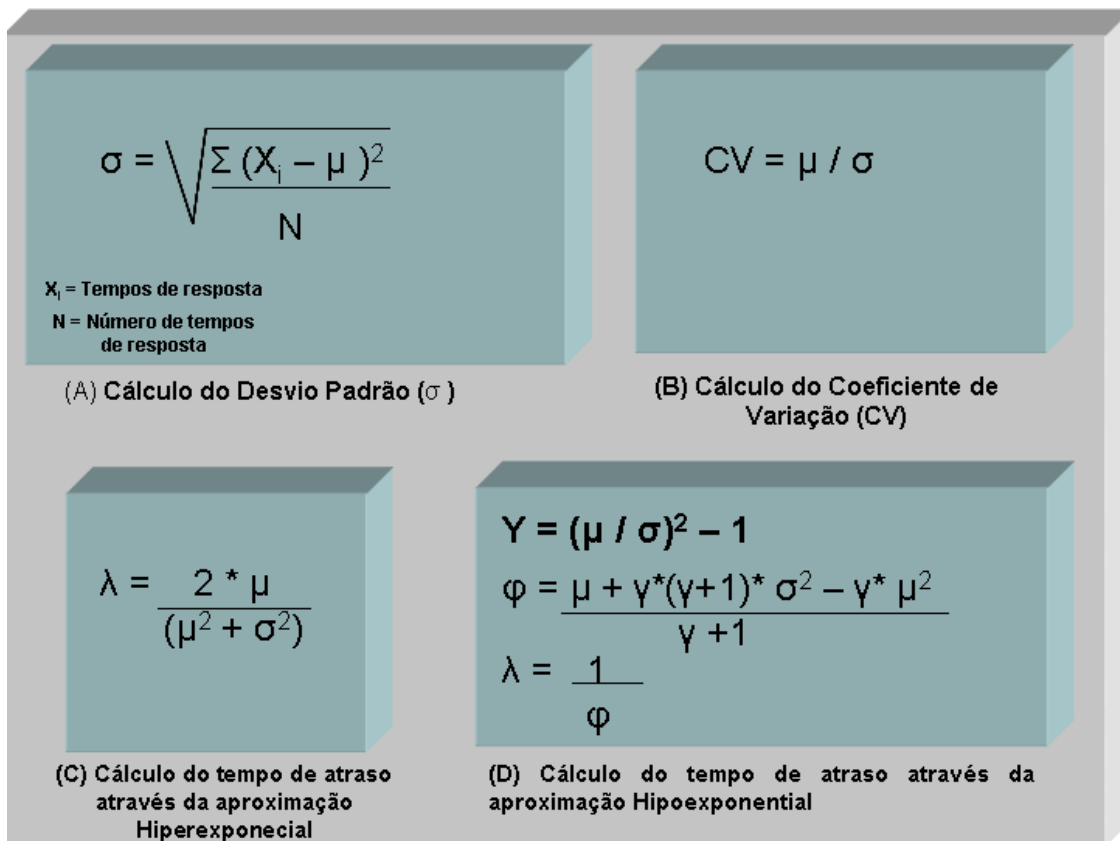 σ = √ Σ (Xᵢ – μ )²
N
Xᵢ = Tempos de resposta
N = Número de tempos
de resposta
(A) Cálculo do Desvio Padrão (σ )
CV = μ / σ
(B) Cálculo do Coeficiente de
Variação (CV)
λ = 2 * μ
(μ² + σ²)
(C) Cálculo do tempo de atraso
através da aproximação
Hiperexponecial
Y = (μ / σ)² – 1
φ = μ + γ*(γ+1)* σ² – γ* μ²
γ +1
λ = 1
φ
(D) Cálculo do tempo de atraso através da
aproximação Hipoexponential